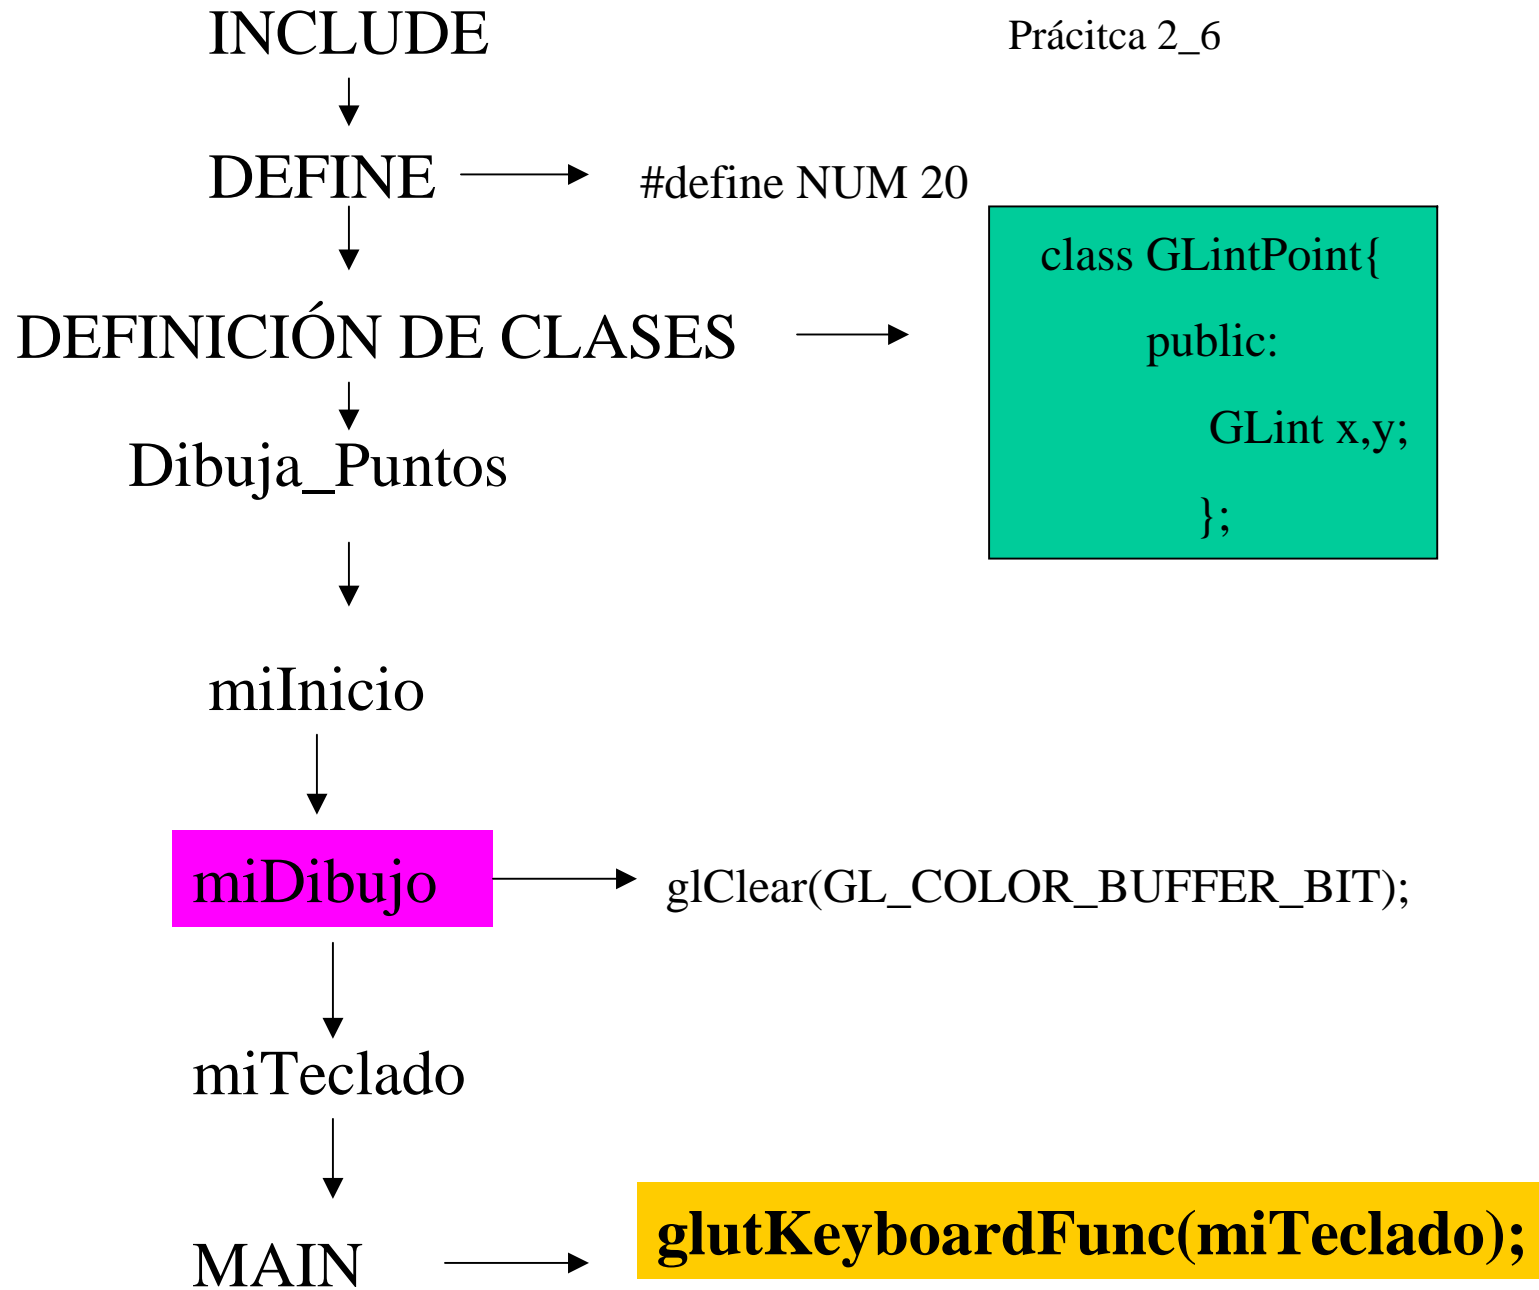 INCLUDE
Prácitca 2_6
DEFINE
#define NUM 20
DEFINICIÓN DE CLASES
class GLintPoint{
public:
GLint x,y;
};
Dibuja_Puntos
miInicio
miDibujo
glClear(GL_COLOR_BUFFER_BIT);
miTeclado
MAIN
glutKeyboardFunc(miTeclado);